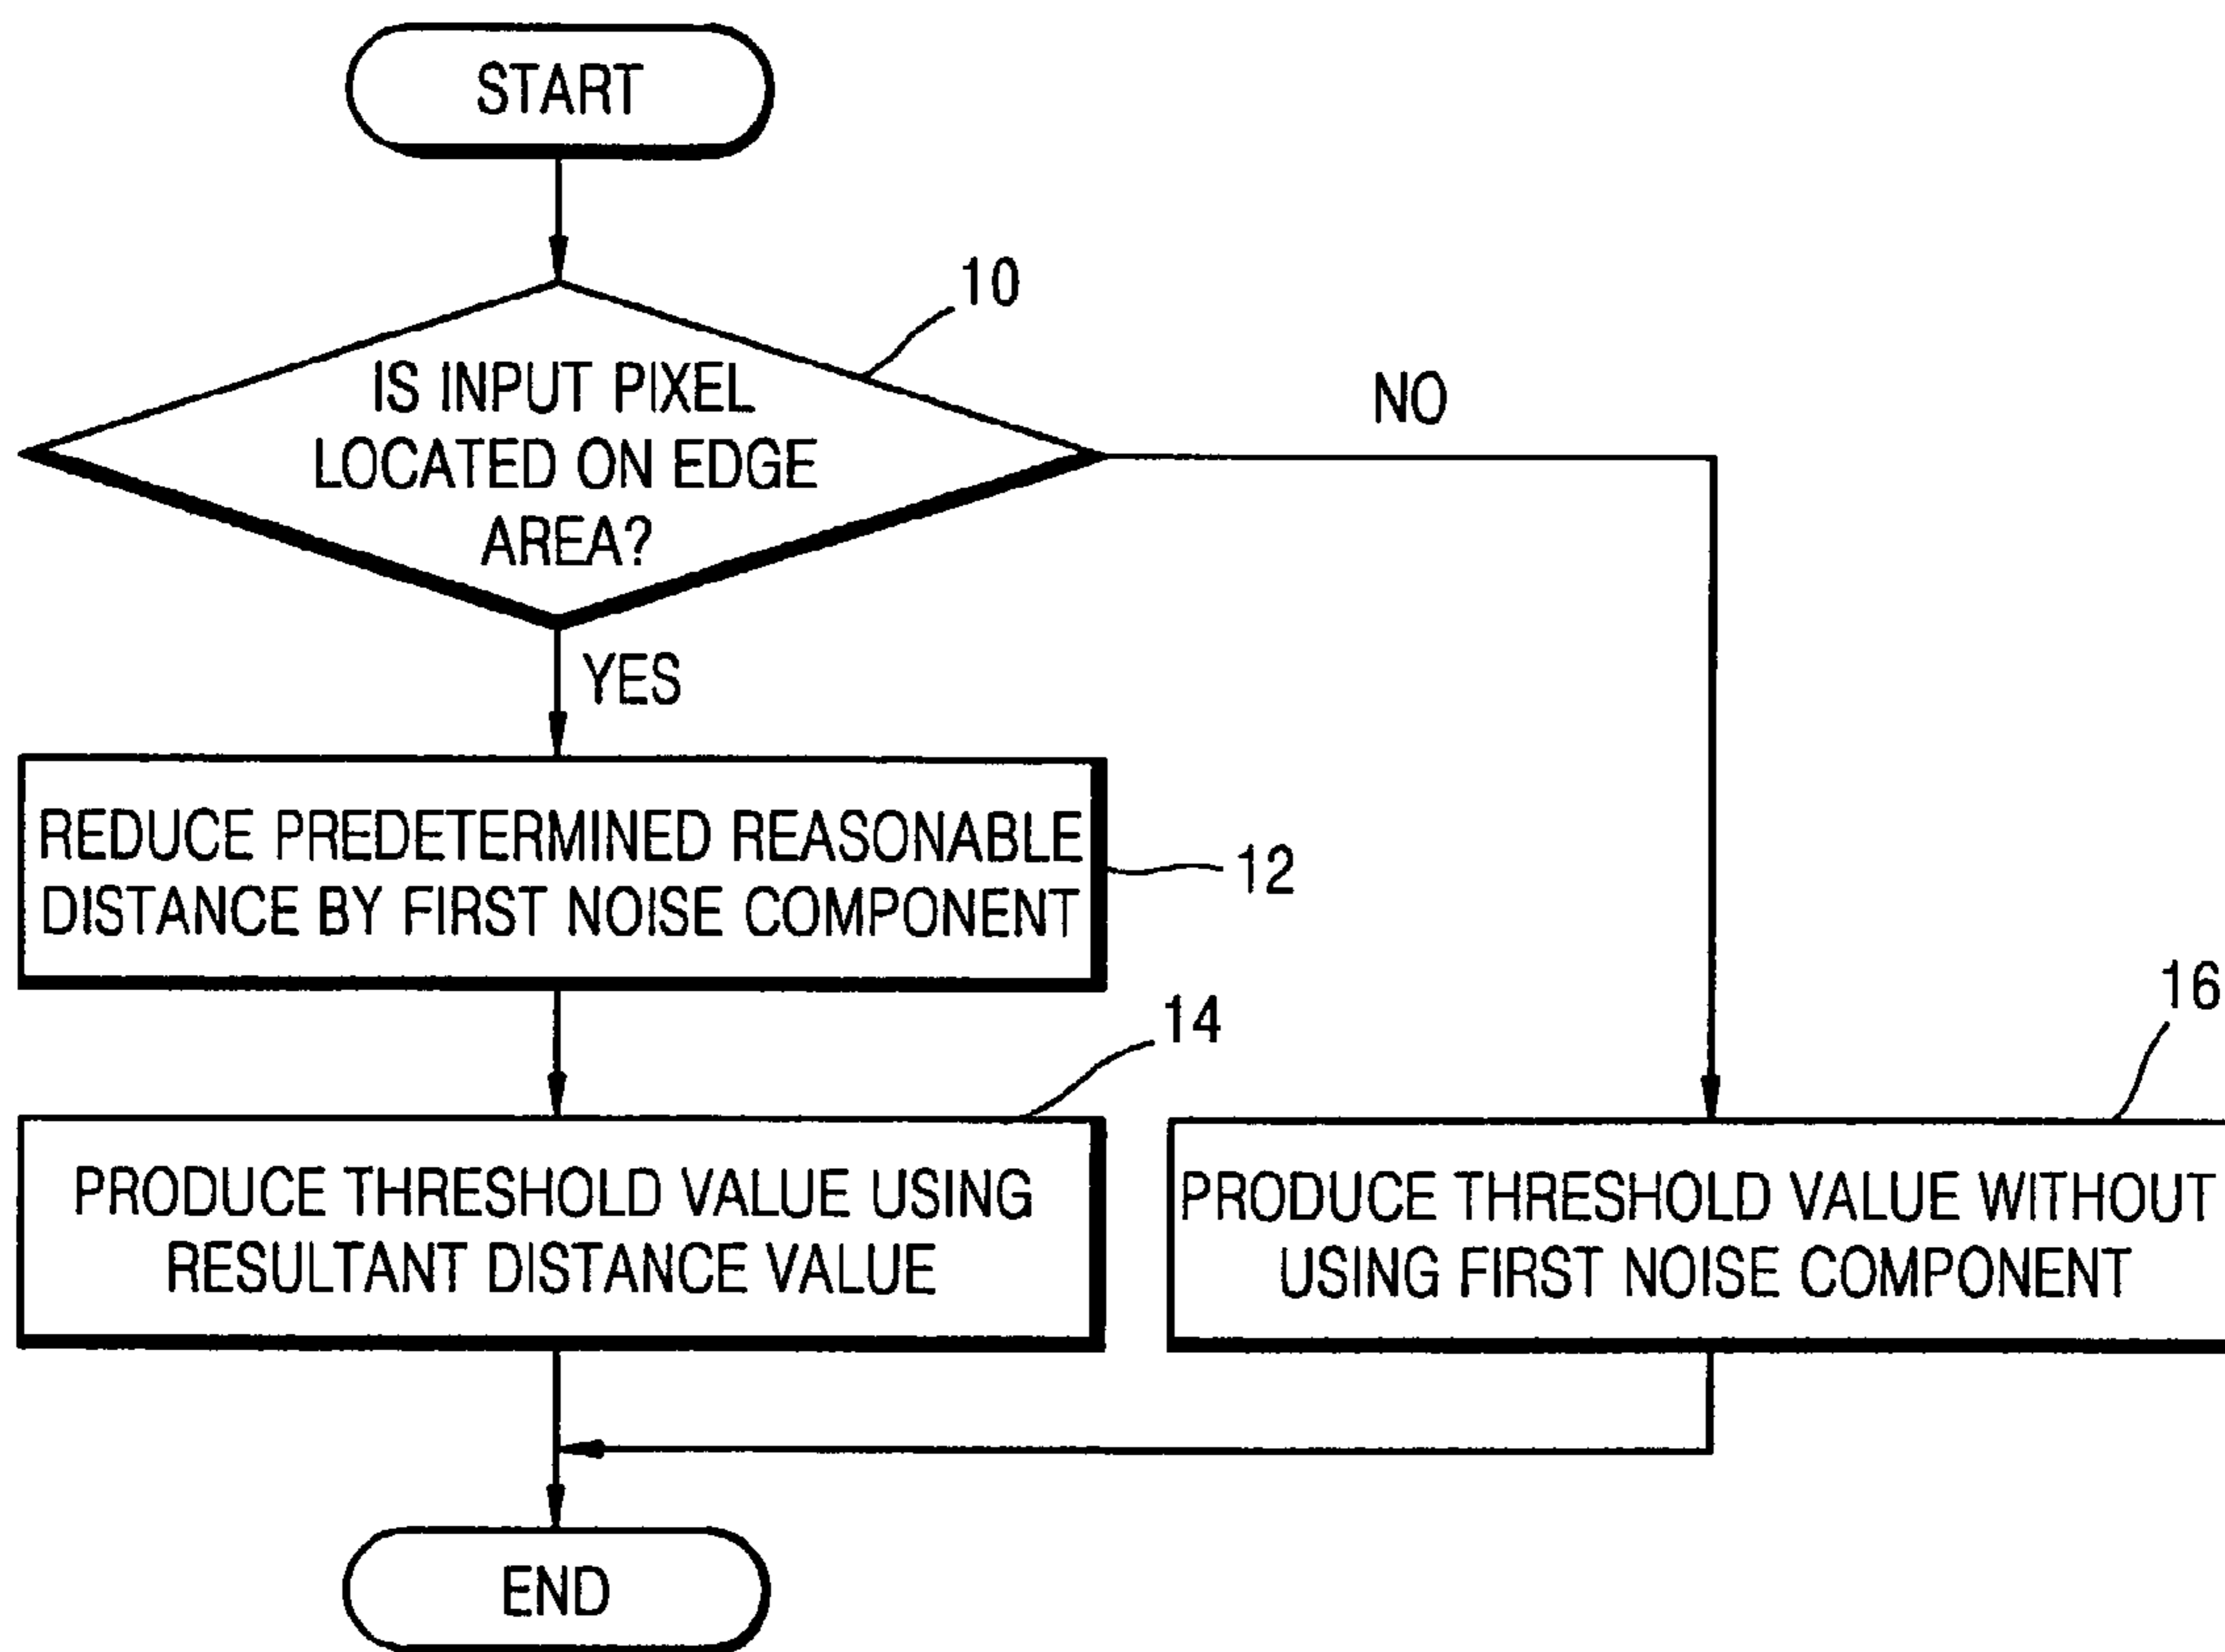 START
10
IS INPUT PIXEL
LOCATED ON EDGE
AREA?
NO
YES
REDUCE PREDETERMINED REASONABLE
DISTANCE BY FIRST NOISE COMPONENT
12
14
16
PRODUCE THRESHOLD VALUE USING
RESULTANT DISTANCE VALUE
PRODUCE THRESHOLD VALUE WITHOUT
USING FIRST NOISE COMPONENT
END